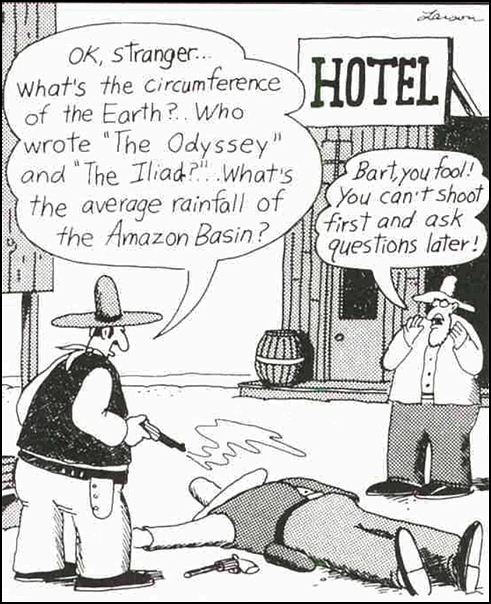 Larson
OK, stranger...
what's the circumference
of the Earth?.. Who
wrote "The Odyssey"
and "The Iliad?"... What's
the average rainfall of
the Amazon Basin?
HOTEL
Bart, you fool!
You can't shoot
first and ask
questions later!